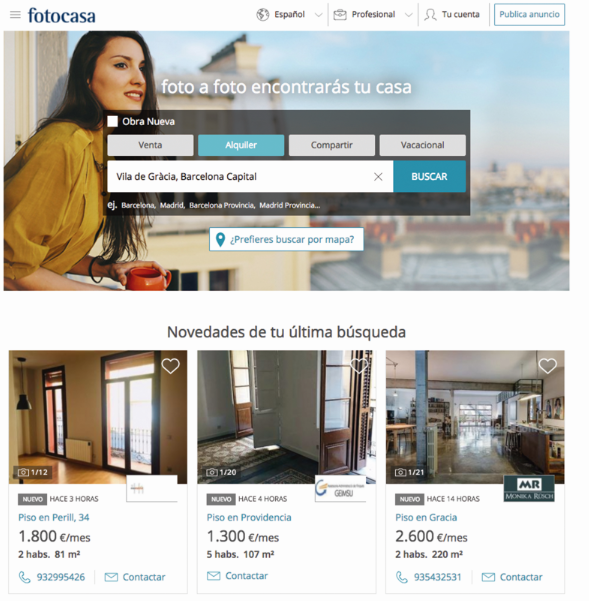 fotocasa
Español
Profesional
Tu cuenta
Publica anuncio
foto a foto encontrarás tu casa
Obra Nueva
Venta
Alquiler
Compartir
Vacacional
Vila de Gràcia, Barcelona Capital
BUSCAR
ej. Barcelona, Madrid, Barcelona Provincia, Madrid Provincia...
¿Prefieres buscar por mapa?
Novedades de tu última búsqueda
1/12
NUEVO HACE 3 HORAS
Piso en Perill, 34
1.800 €/mes
2 habs. 81 m²
932995426
Contactar
1/20
GEIMSU
NUEVO HACE 4 HORAS
Piso en Providencia
1.300 €/mes
5 habs. 107 m²
Contactar
1/21
MR
MONIKA RÜSCH
NUEVO HACE 14 HORAS
Piso en Gracia
2.600 €/mes
2 habs. 220 m²
935432531
Contactar